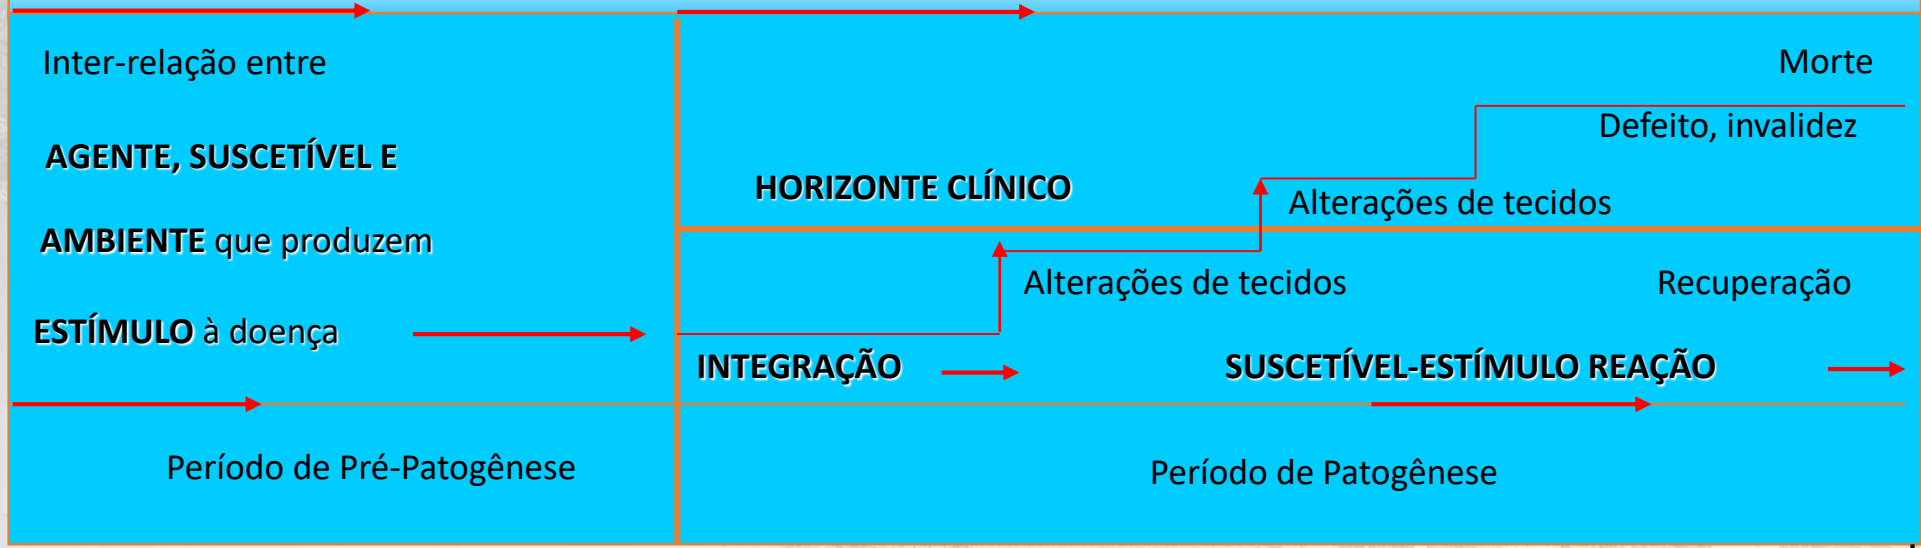 Inter-relação entre
AGENTE, SUSCETÍVEL E
AMBIENTE que produzem
ESTÍMULO à doença
Período de Pré-Patogênese
Morte
Defeito, invalidez
HORIZONTE CLÍNICO
Alterações de tecidos
Alterações de tecidos
Recuperação
INTEGRAÇÃO
SUSCETÍVEL-ESTÍMULO REAÇÃO
Período de Patogênese